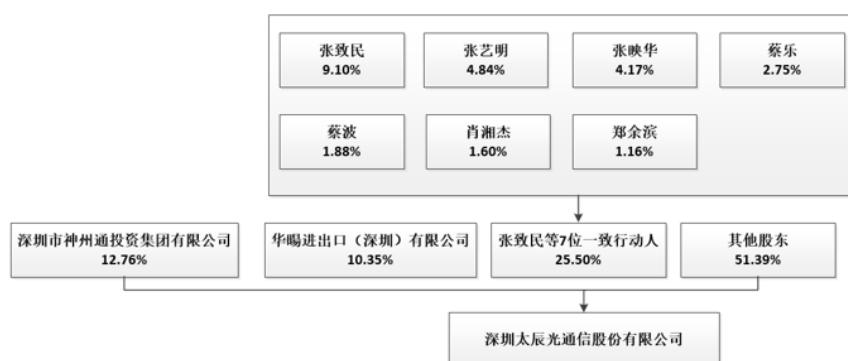 张致民
9.10%
张艺明
4.84%
张映华
4.17%
蔡乐
2.75%
蔡波
1.88%
肖湘杰
1.60%
郑余滨
1.16%
深圳市神州通投资集团有限公司
12.76%
华暘进出口（深圳）有限公司
10.35%
张致民等7位一致行动人
25.50%
其他股东
51.39%
深圳太辰光通信股份有限公司